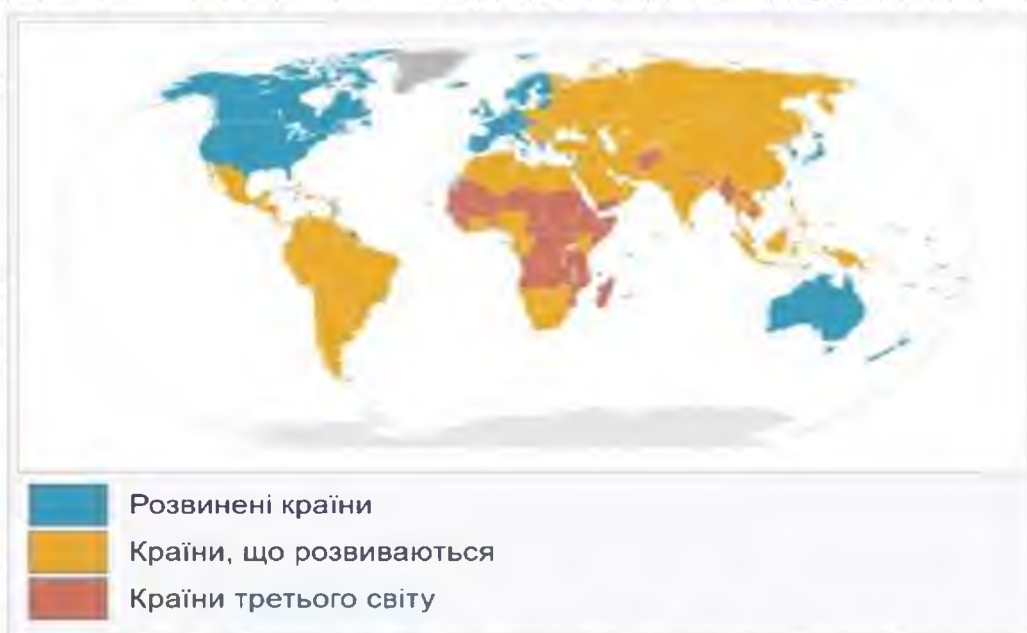 Розвинені країни
Країни, що розвиваються
Країни третього світу